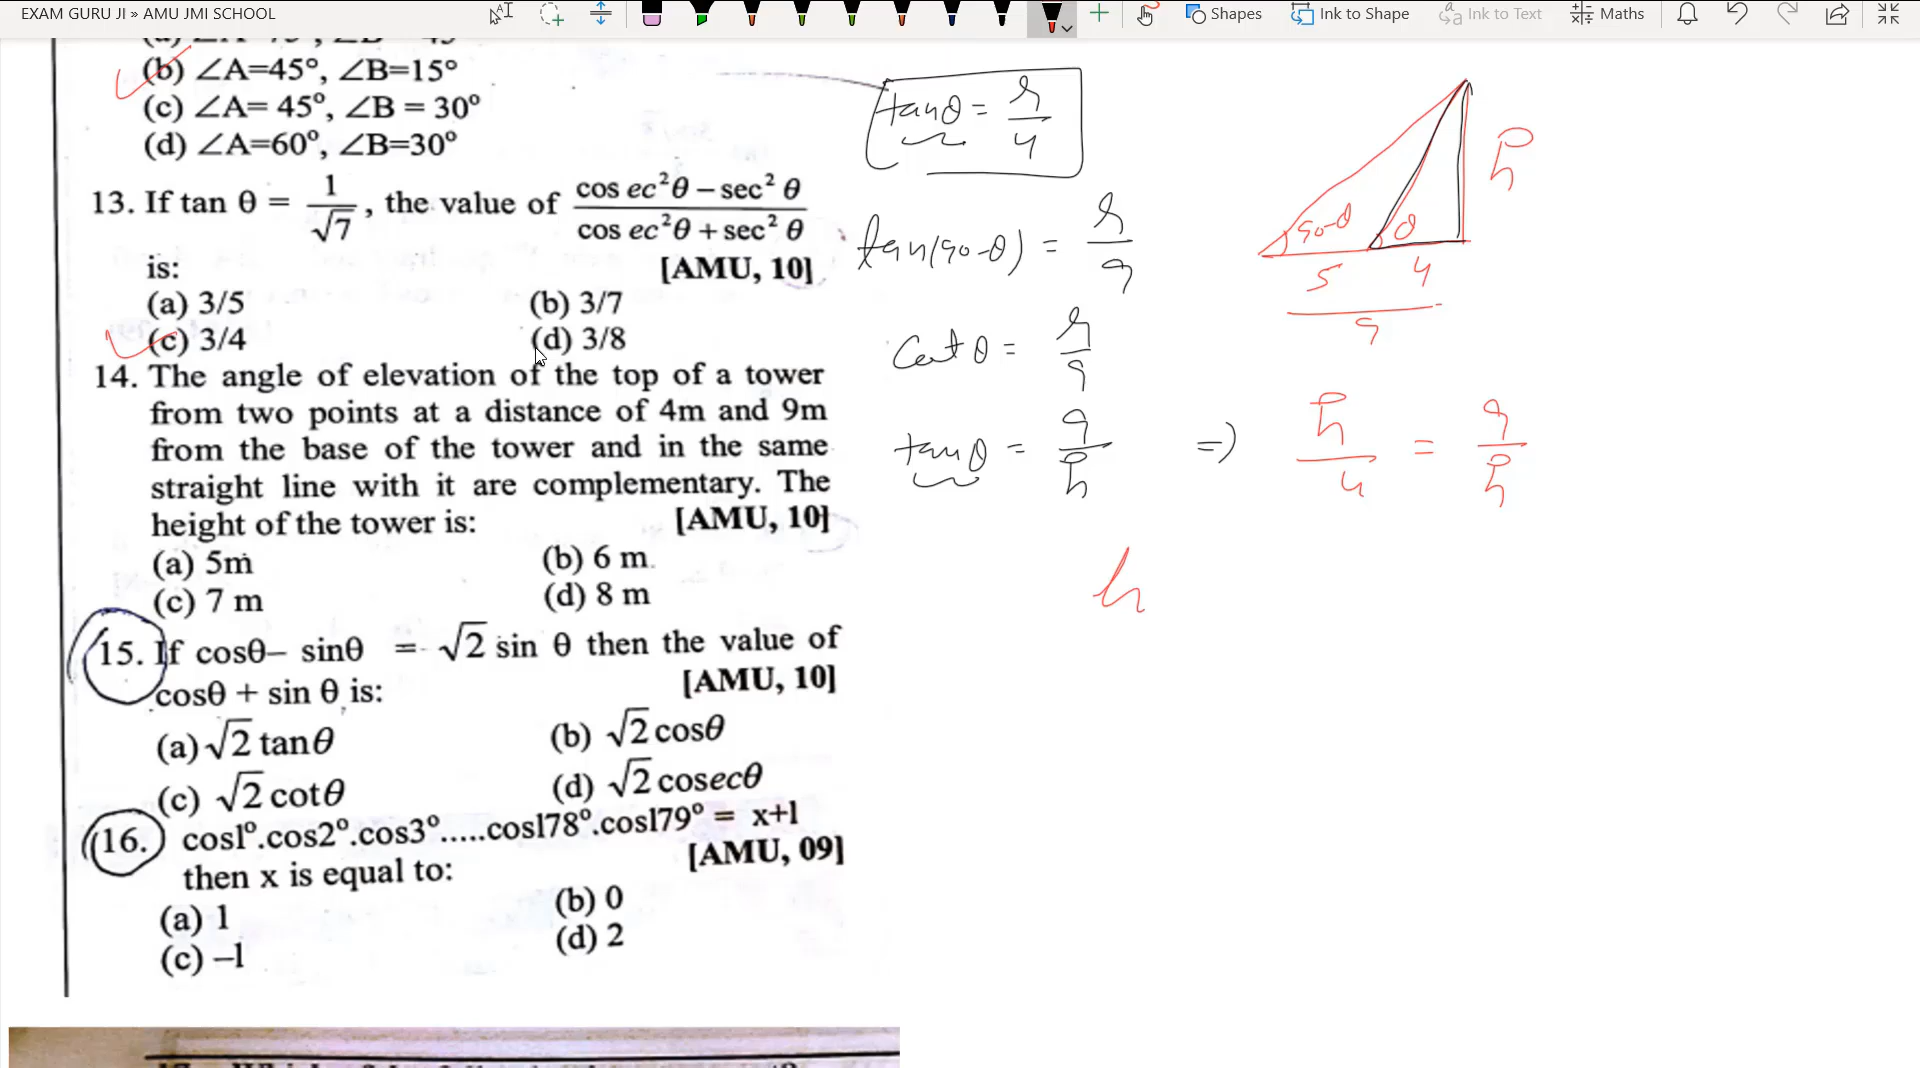 EXAM GURU JI » AMU JMI SCHOOL
Shapes
Ink to Shape
Ink to Text
Maths
(b) ∠A=45°, ∠B=15°
(c) ∠A= 45°, ∠B = 30°
(d) ∠A=60°, ∠B=30°
13. If tan θ = 1/√7, the value of (cos ec²θ – sec² θ)/(cos ec²θ + sec² θ)
is: [AMU, 10]
(a) 3/5 (b) 3/7
(c) 3/4 (d) 3/8
14. The angle of elevation of the top of a tower
from two points at a distance of 4m and 9m
from the base of the tower and in the same
straight line with it are complementary. The
height of the tower is: [AMU, 10]
(a) 5m (b) 6 m
(c) 7 m (d) 8 m
15. If cosθ– sinθ = √2 sin θ then the value of
cosθ + sin θ is: [AMU, 10]
(a) √2 tanθ (b) √2 cosθ
(c) √2 cotθ (d) √2 cosecθ
16. cos1°.cos2°.cos3°.....cos178°.cos179° = x+1
then x is equal to: [AMU, 09]
(a) 1 (b) 0
(c) –1 (d) 2
tanθ = h/4
tan(90-θ) = h/9
cot θ = h/9
tanθ = 9/h => h/4 = 9/h
h
h
90-θ θ
5 4
9